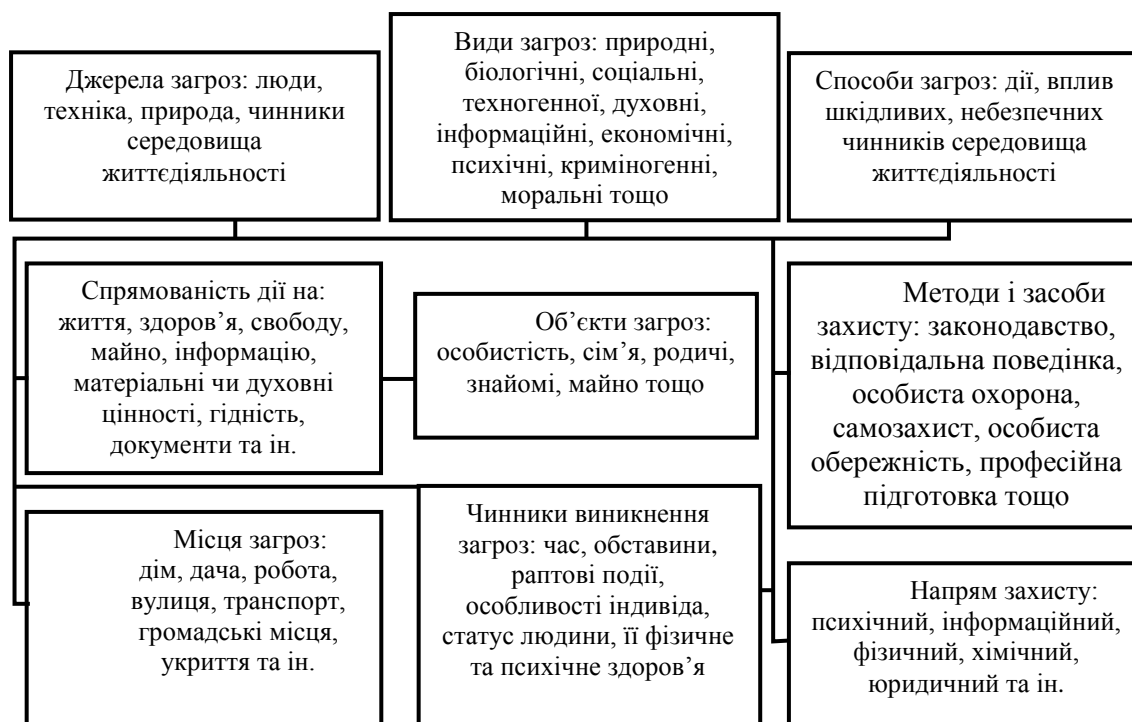 Джерела загроз: люди,
техніка, природа, чинники
середовища
життєдіяльності
Види загроз: природні,
біологічні, соціальні,
техногенної, духовні,
інформаційні, економічні,
психічні, криміногенні,
моральні тощо
Способи загроз: дії, вплив
шкідливих, небезпечних
чинників середовища
життєдіяльності
Спрямованість дії на:
життя, здоров’я, свободу,
майно, інформацію,
матеріальні чи духовні
цінності, гідність,
документи та ін.
Об’єкти загроз:
особистість, сім’я, родичі,
знайомі, майно тощо
Методи і засоби
захисту: законодавство,
відповідальна поведінка,
особиста охорона,
самозахист, особиста
обережність, професійна
підготовка тощо
Місця загроз:
дім, дача, робота,
вулиця, транспорт,
громадські місця,
укриття та ін.
Чинники виникнення
загроз: час, обставини,
раптові події,
особливості індивіда,
статус людини, її фізичне
та психічне здоров’я
Напрям захисту:
психічний, інформаційний,
фізичний, хімічний,
юридичний та ін.